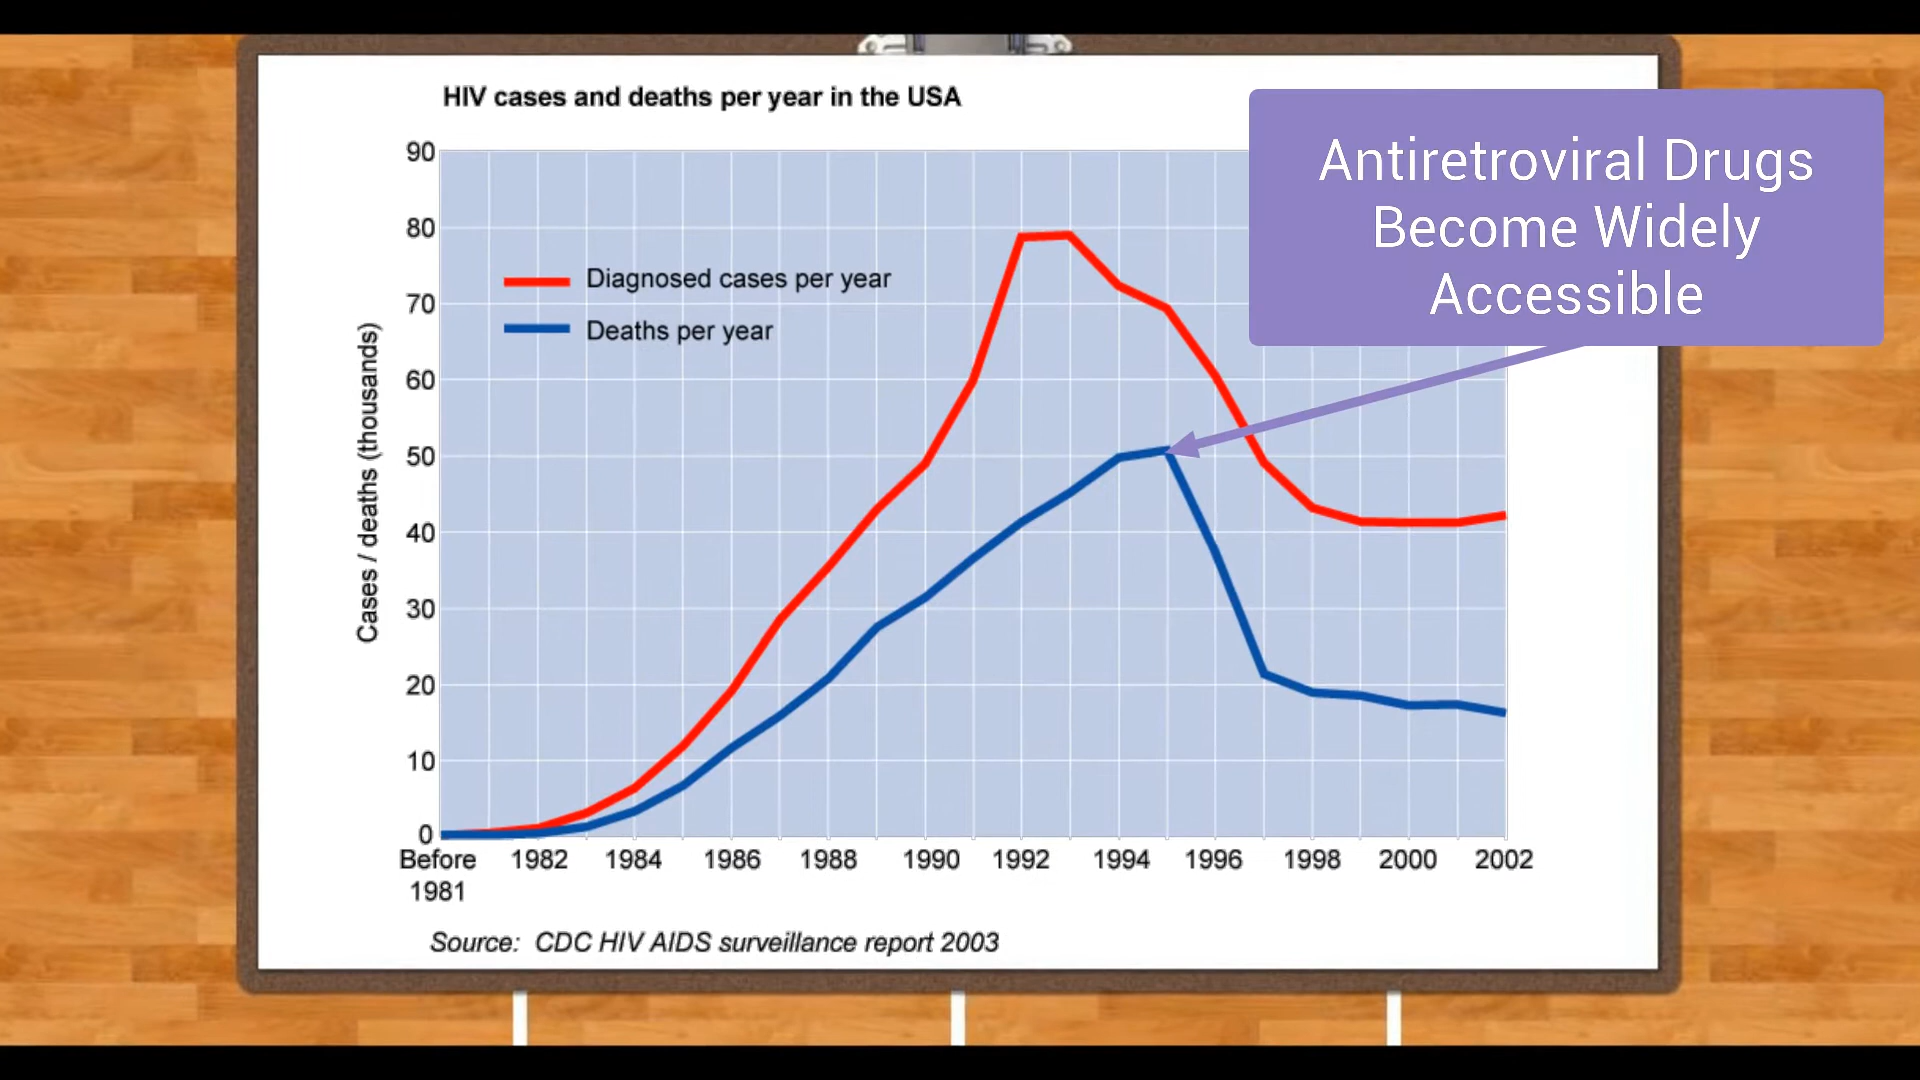 HIV cases and deaths per year in the USA
Antiretroviral Drugs
Become Widely
Accessible
90
80
70
60
50
40
30
20
10
0
Cases / deaths (thousands)
Diagnosed cases per year
Deaths per year
Before 1982 1984 1986 1988 1990 1992 1994 1996 1998 2000 2002
1981
Source: CDC HIV AIDS surveillance report 2003